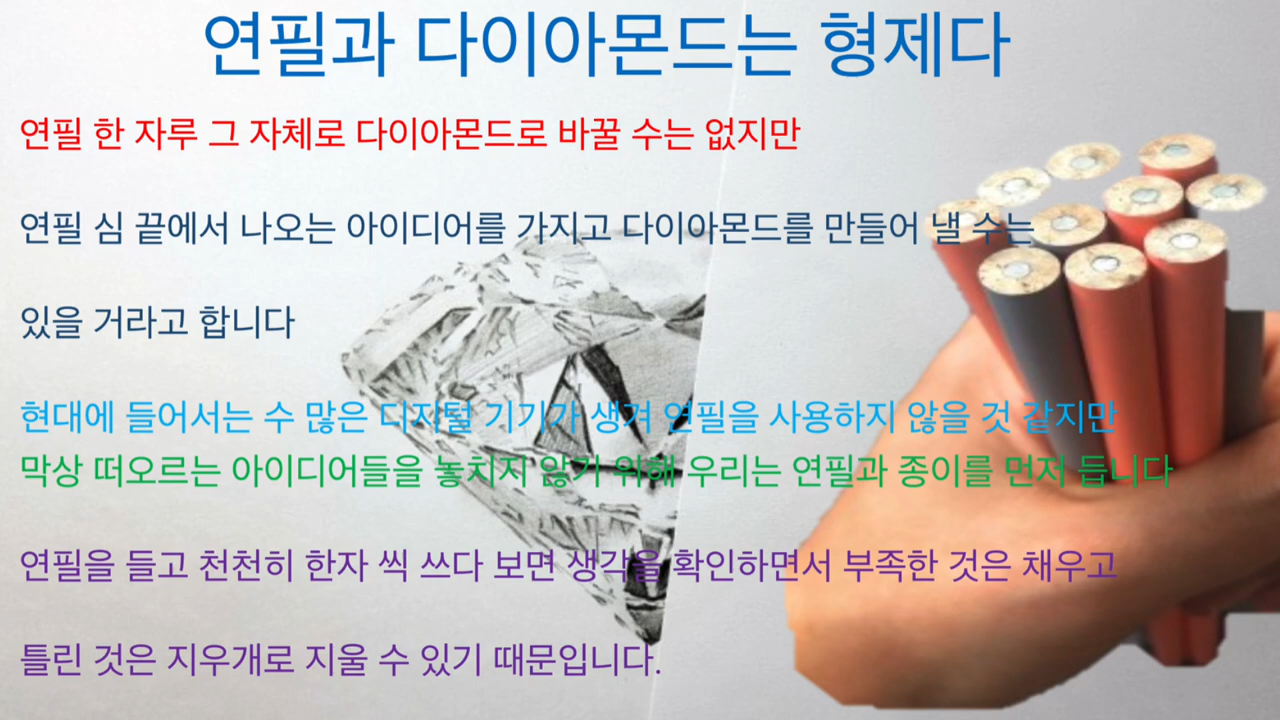 연필과 다이아몬드는 형제다
연필 한 자루 그 자체로 다이아몬드로 바꿀 수는 없지만
연필 심 끝에서 나오는 아이디어를 가지고 다이아몬드를 만들어 낼 수는
있을 거라고 합니다
현대에 들어서는 수 많은 디지털 기기가 생겨 연필을 사용하지 않을 것 같지만
막상 떠오르는 아이디어들을 놓치지 않기 위해 우리는 연필과 종이를 먼저 듭니다
연필을 들고 천천히 한자 씩 쓰다 보면 생각을 확인하면서 부족한 것은 채우고
틀린 것은 지우개로 지울 수 있기 때문입니다.